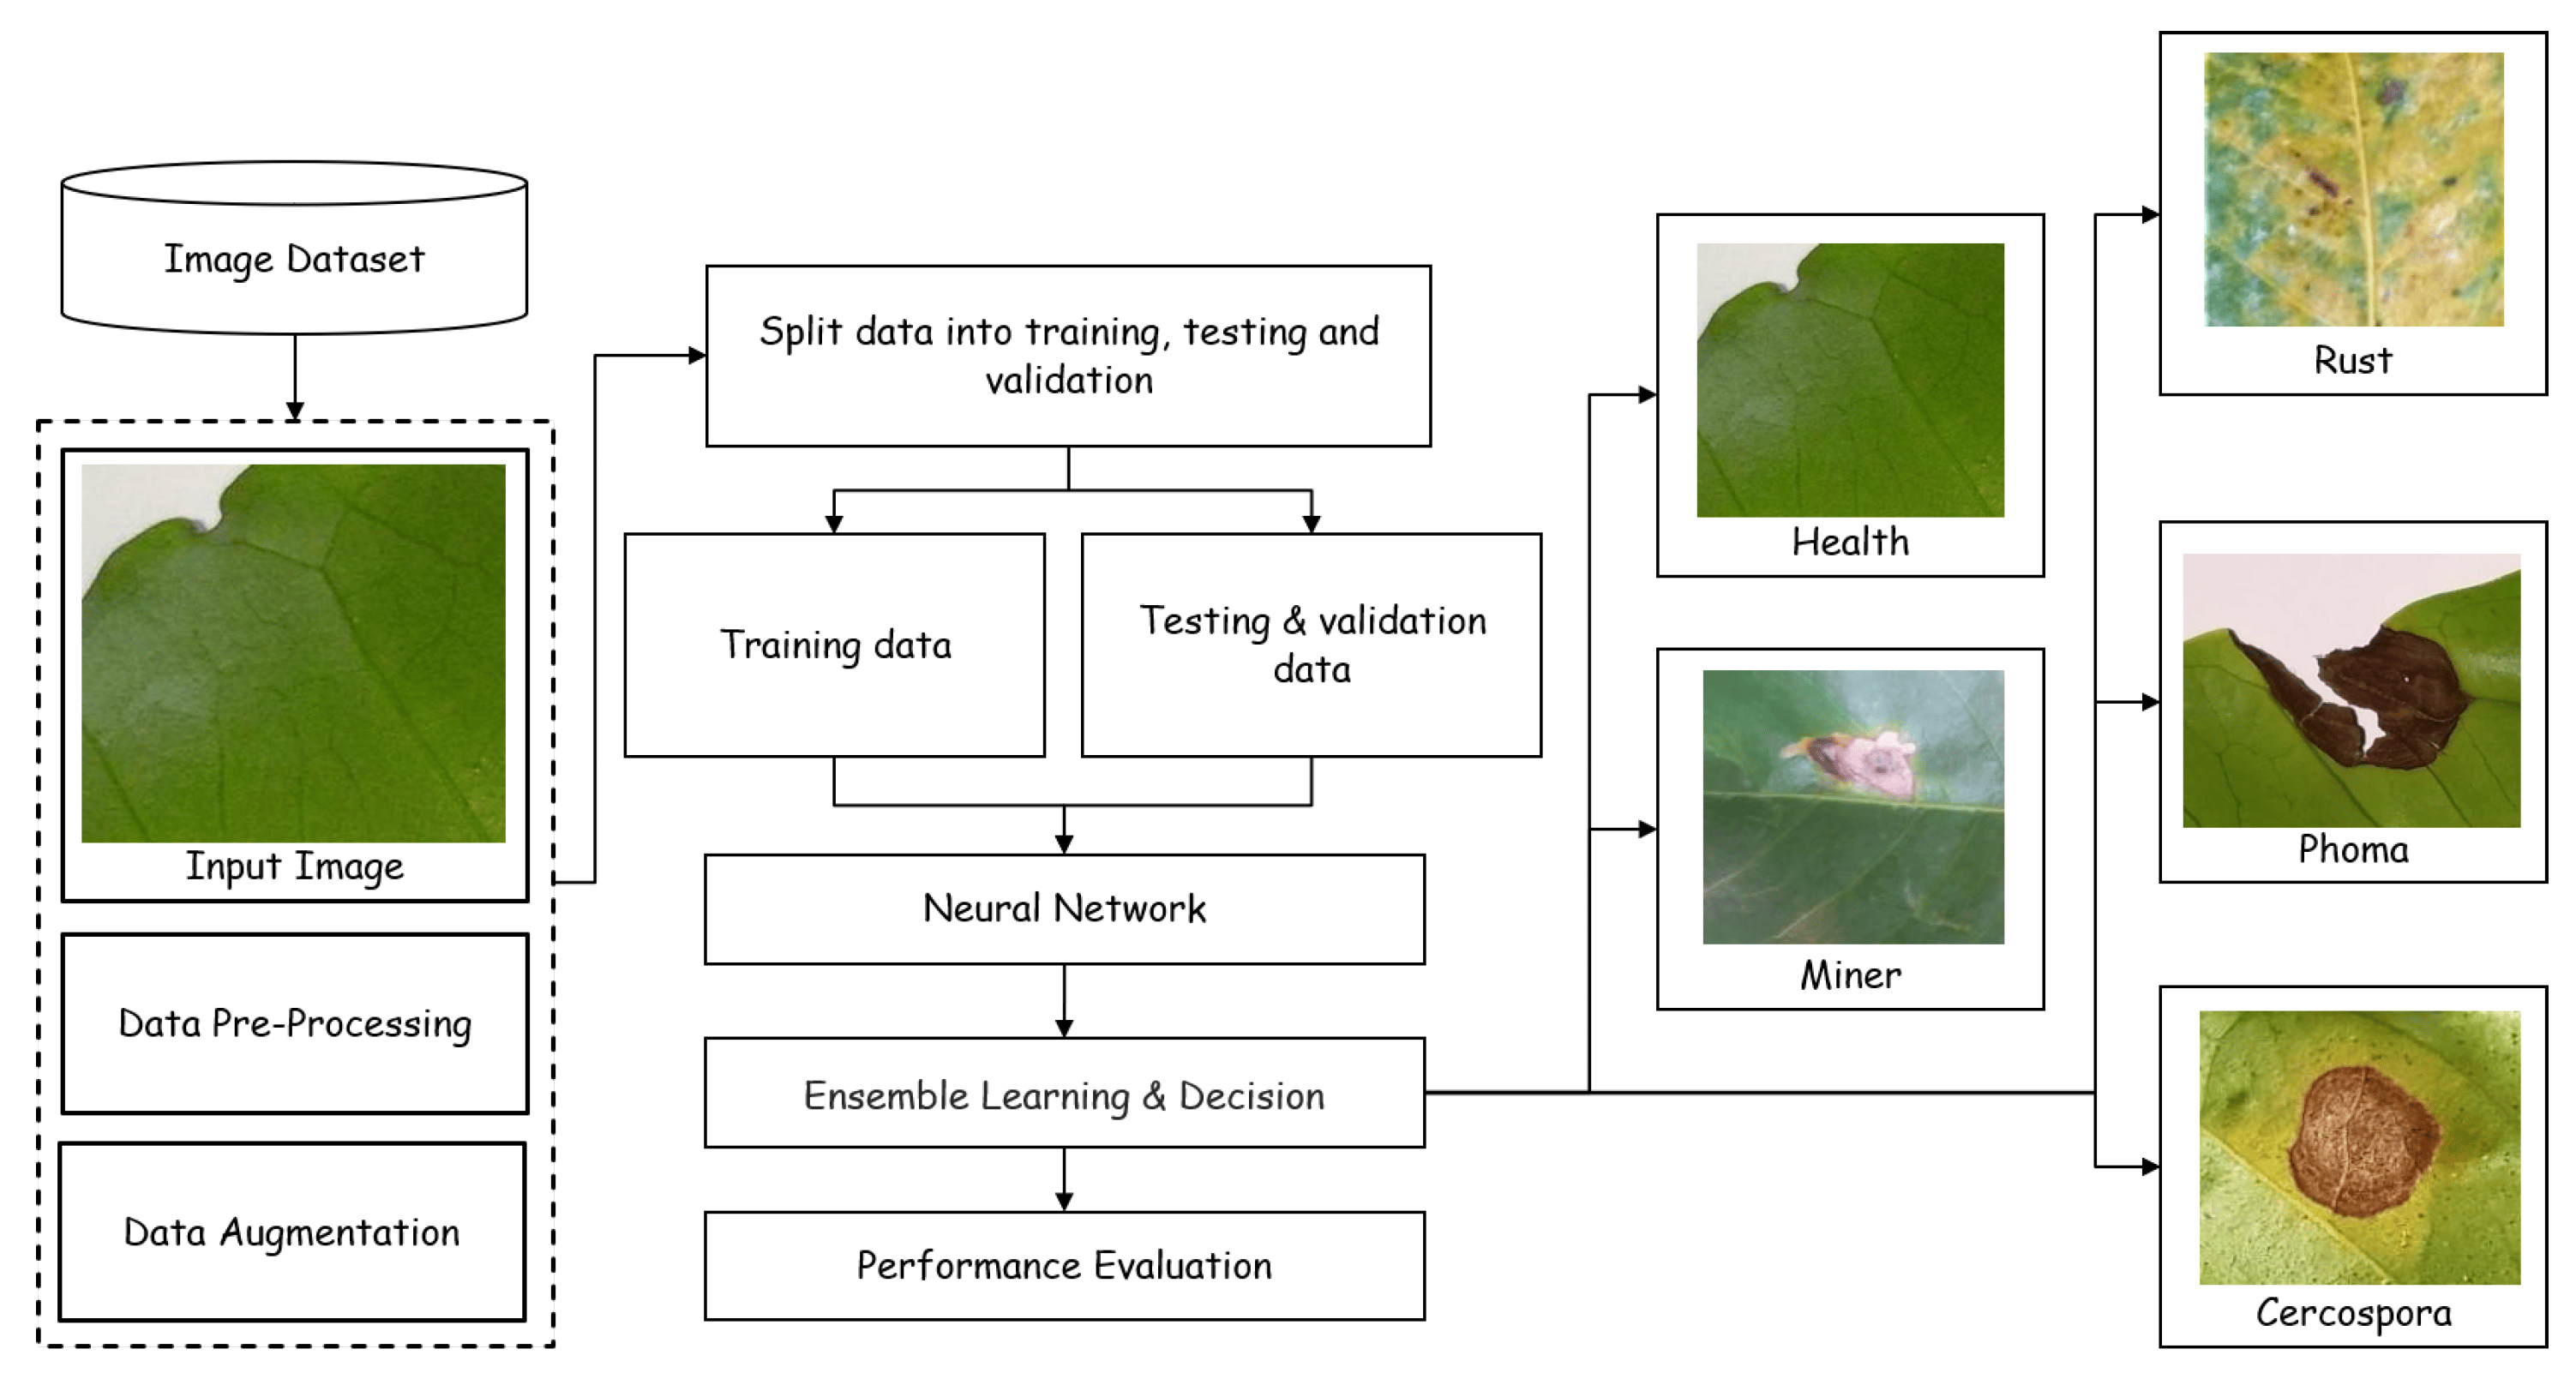 Image Dataset
Input Image
Data Pre-Processing
Data Augmentation
Split data into training, testing and
validation
Training data
Testing & validation
data
Neural Network
Ensemble Learning & Decision
Performance Evaluation
Health
Miner
Rust
Phoma
Cercospora